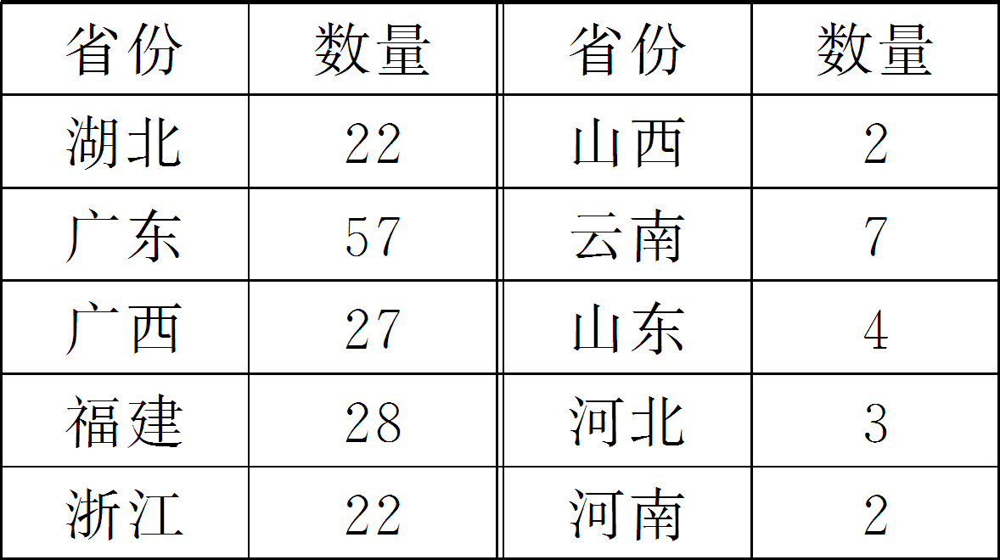 省份 数量 省份 数量
湖北 22 山西 2
广东 57 云南 7
广西 27 山东 4
福建 28 河北 3
浙江 22 河南 2